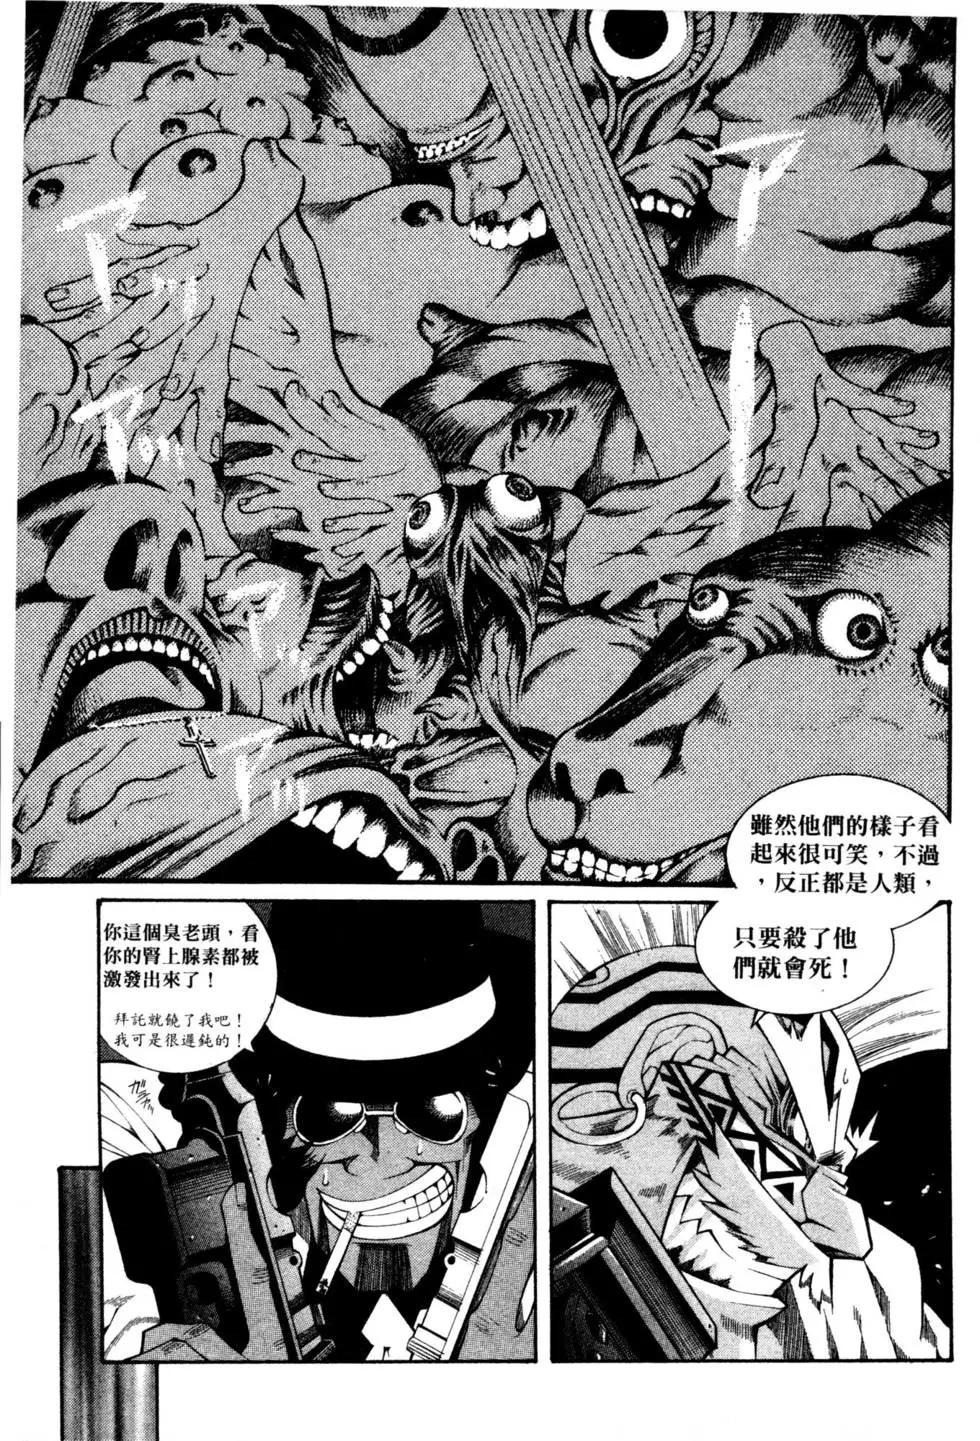 雖然他們的樣子看
起來很可笑，不過
，反正都是人類，
只要殺了他
們就會死！
你這個臭老頭，看
你的腎上腺素都被
激發出來了！
拜託就饒了我吧！
我可是很遲鈍的！